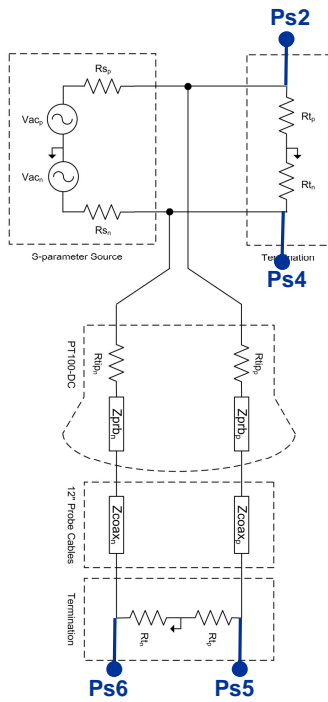 Ps2
Rsₚ
Vacₚ
Rtₚ
Vacₙ
Rtₙ
Rsₙ
S-parameter Source
Ps4
PT100-DC
Rtipₙ
Rtipₚ
Zprbₙ
Zprbₚ
12" Probe Cables
Zcoaxₙ
Zcoaxₚ
Termination
Rtₙ
Rtₚ
Ps6
Ps5